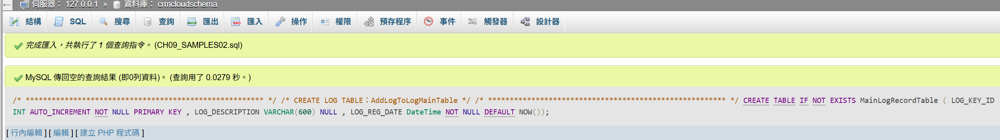 ← 伺服器： 127.0.0.1 » 資料庫： crmcloudschema
結構 SQL 搜尋 查詢 匯出 匯入 操作 權限 預存程序 事件 觸發器 設計器
完成匯入，共執行了 1 個查詢指令。 (CH09_SAMPLES02.sql)
MySQL 傳回空的查詢結果 (即0列資料)。 (查詢用了 0.0279 秒。)
/* ******************************************************* */ /* CREATE LOG TABLE：AddLogToLogMainTable */ /* ******************************************************* */ CREATE TABLE IF NOT EXISTS MainLogRecordTable ( LOG_KEY_ID
INT AUTO_INCREMENT NOT NULL PRIMARY KEY , LOG_DESCRIPTION VARCHAR(600) NULL , LOG_REG_DATE DateTime NOT NULL DEFAULT NOW());
[ 行內編輯 ] [ 編輯 ] [ 建立 PHP 程式碼 ]